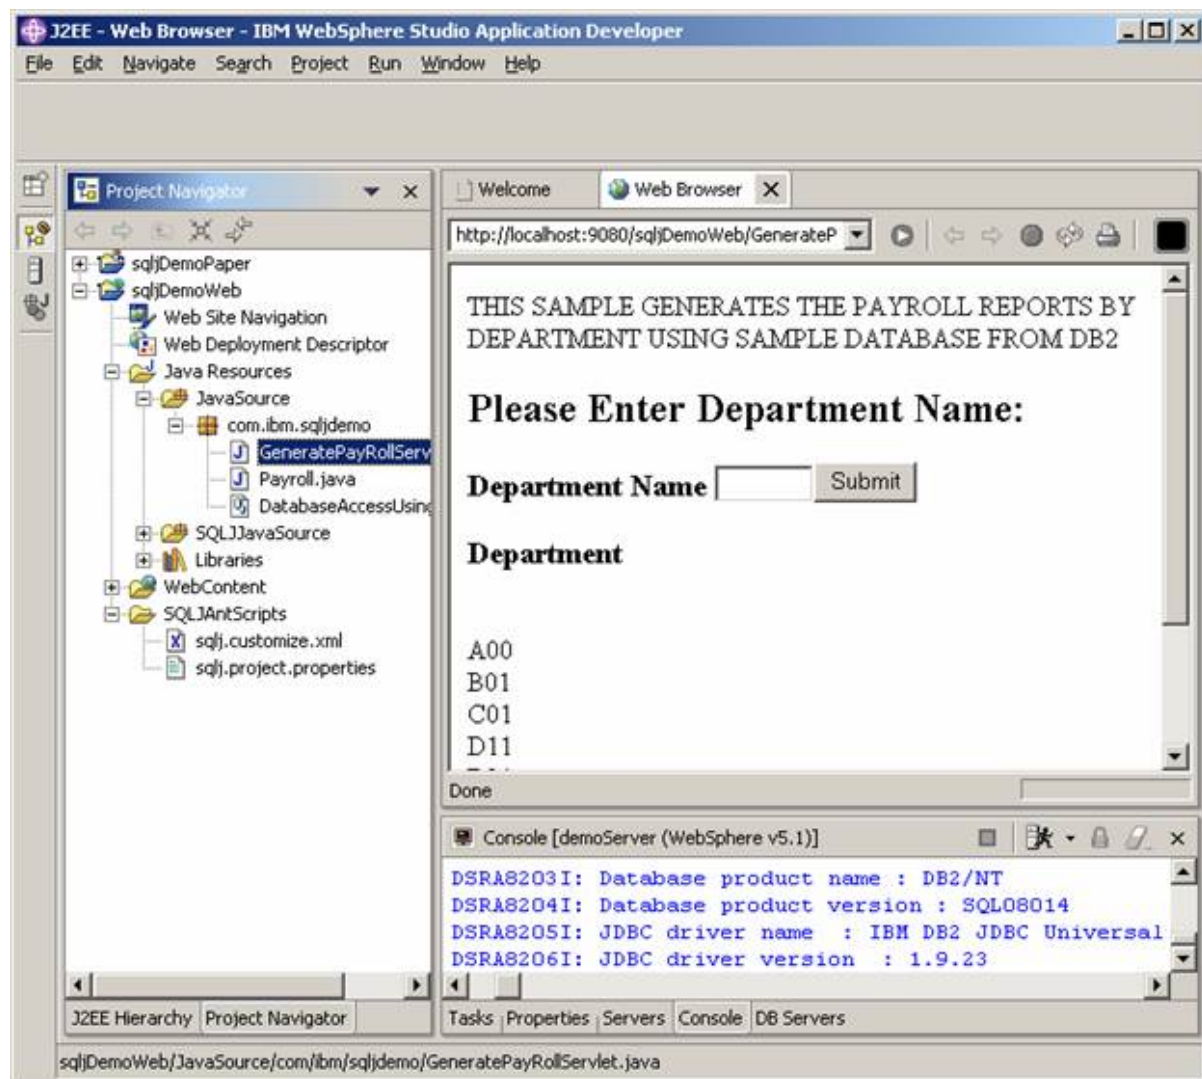 J2EE - Web Browser - IBM WebSphere Studio Application Developer
File Edit Navigate Search Project Run Window Help
Project Navigator
sqljDemoPaper
sqljDemoWeb
Web Site Navigation
Web Deployment Descriptor
Java Resources
JavaSource
com.ibm.sqljdemo
GeneratePayRollServ
Payroll.java
DatabaseAccessUsing
SQLJJavaSource
Libraries
WebContent
SQLJAntScripts
sqlj.customize.xml
sqlj.project.properties
J2EE Hierarchy Project Navigator
Welcome Web Browser
http://localhost:9080/sqljDemoWeb/GenerateP
THIS SAMPLE GENERATES THE PAYROLL REPORTS BY
DEPARTMENT USING SAMPLE DATABASE FROM DB2
Please Enter Department Name:
Department Name Submit
Department
A00
B01
C01
D11
Done
Console [demoServer (WebSphere v5.1)]
DSRA8203I: Database product name : DB2/NT
DSRA8204I: Database product version : SQL08014
DSRA8205I: JDBC driver name : IBM DB2 JDBC Universal
DSRA8206I: JDBC driver version : 1.9.23
Tasks Properties Servers Console DB Servers
sqljDemoWeb/JavaSource/com/ibm/sqljdemo/GeneratePayRollServlet.java